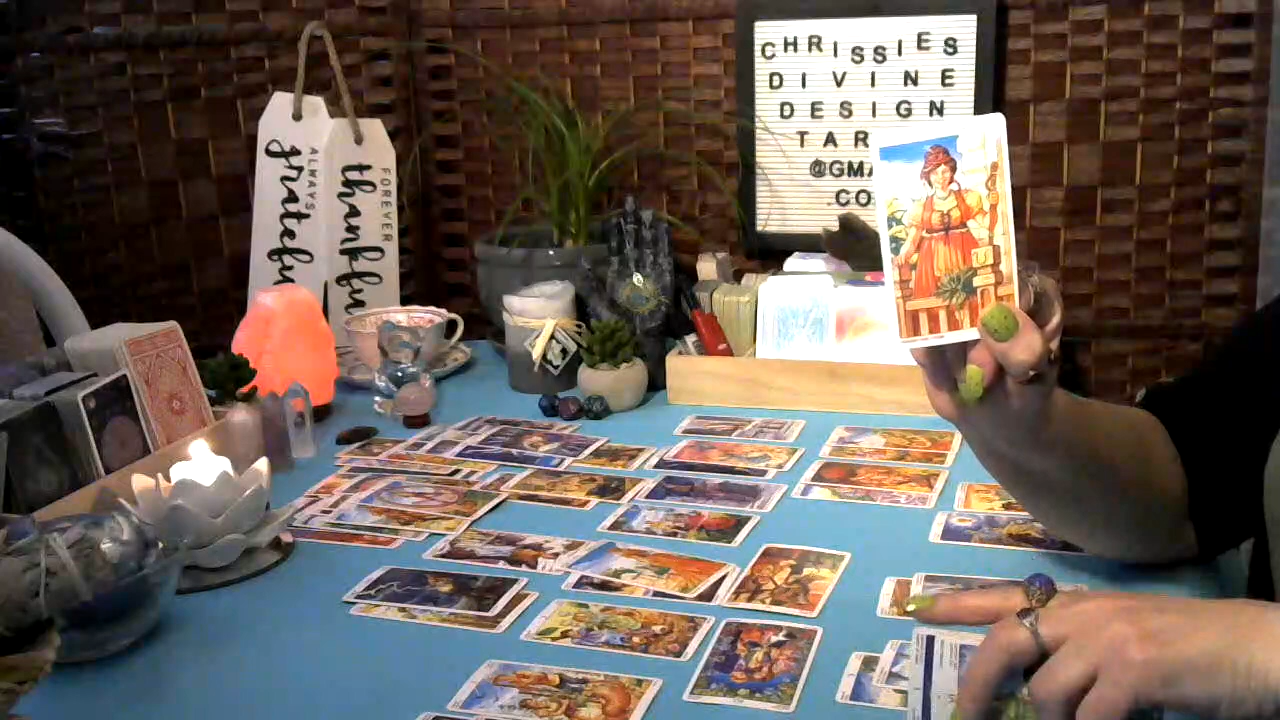 CHRISSIES
DIVINE
DESIGN
TAR
@GM
.CO
ALWAYS
grateful
FOREVER
thankful